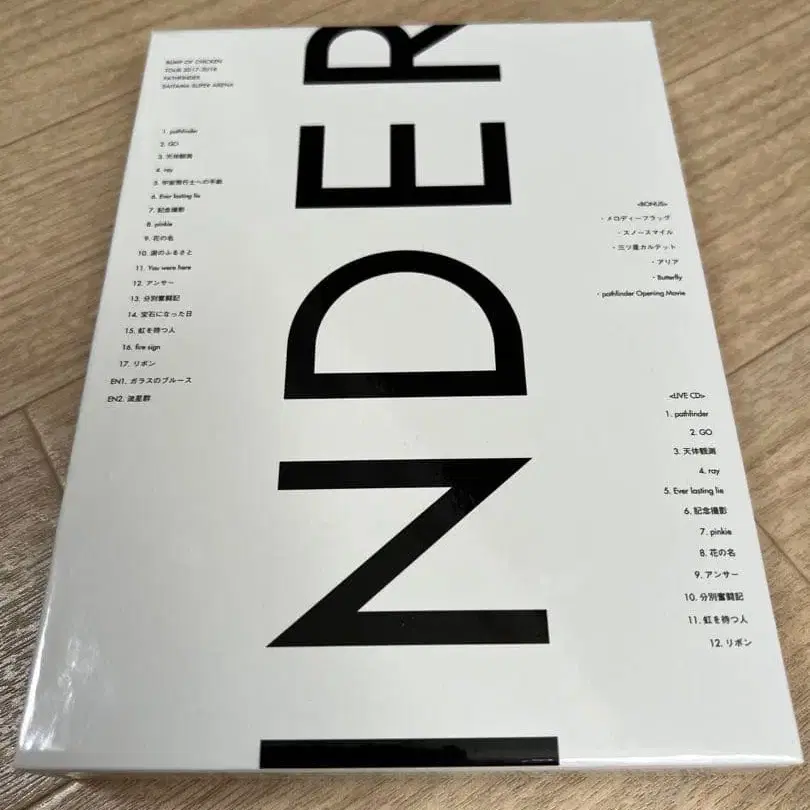 BUMP OF CHICKEN
TOUR 2017-2018
PATHFINDER
SAITAMA SUPER ARENA
1. pathfinder
2. GO
3. 天体観測
4. ray
5. 宇宙飛行士への手紙
6. Ever lasting lie
7. 記念撮影
8. pinkie
9. 花の名
10. 涙のふるさと
11. You were here
12. アンサー
13. 分別奮闘記
14. 宝石になった日
15. 虹を待つ人
16. fire sign
17. リボン
EN1. ガラスのブルース
EN2. 流星群
INDER
<BONUS>
・メロディーフラッグ
・スノースマイル
・三ツ星カルテット
・アリア
・Butterfly
・pathfinder Opening Movie
<LIVE CD>
1. pathfinder
2. GO
3. 天体観測
4. ray
5. Ever lasting lie
6. 記念撮影
7. pinkie
8. 花の名
9. アンサー
10. 分別奮闘記
11. 虹を待つ人
12. リボン